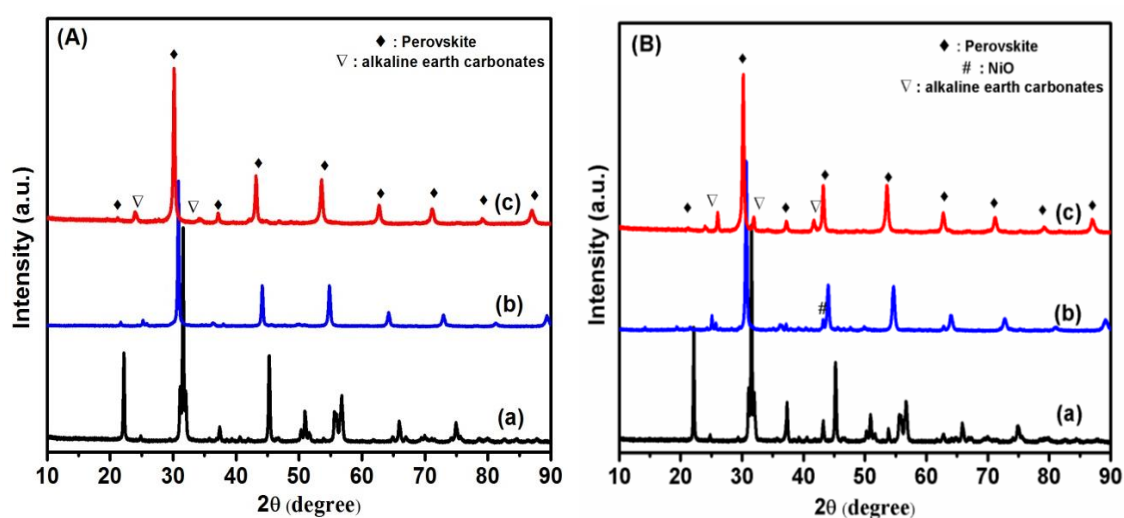 (A)
♦ : Perovskite
∇ : alkaline earth carbonates
(c)
(b)
(a)
Intensity (a.u.)
10 20 30 40 50 60 70 80 90
2θ (degree)
(B)
♦ : Perovskite
# : NiO
∇ : alkaline earth carbonates
(c)
#
(b)
(a)
Intensity (a.u.)
10 20 30 40 50 60 70 80 90
2θ (degree)